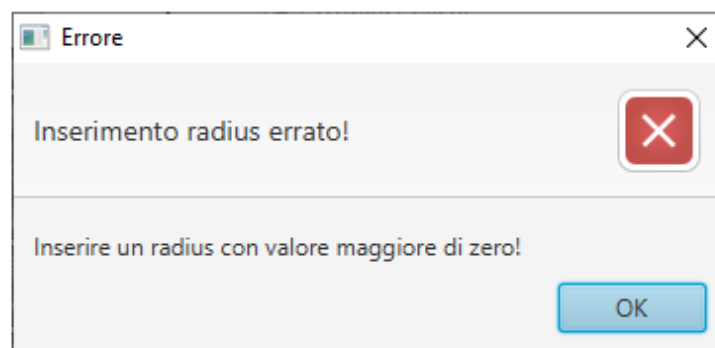 Errore
Inserimento radius errato!
Inserire un radius con valore maggiore di zero!
OK